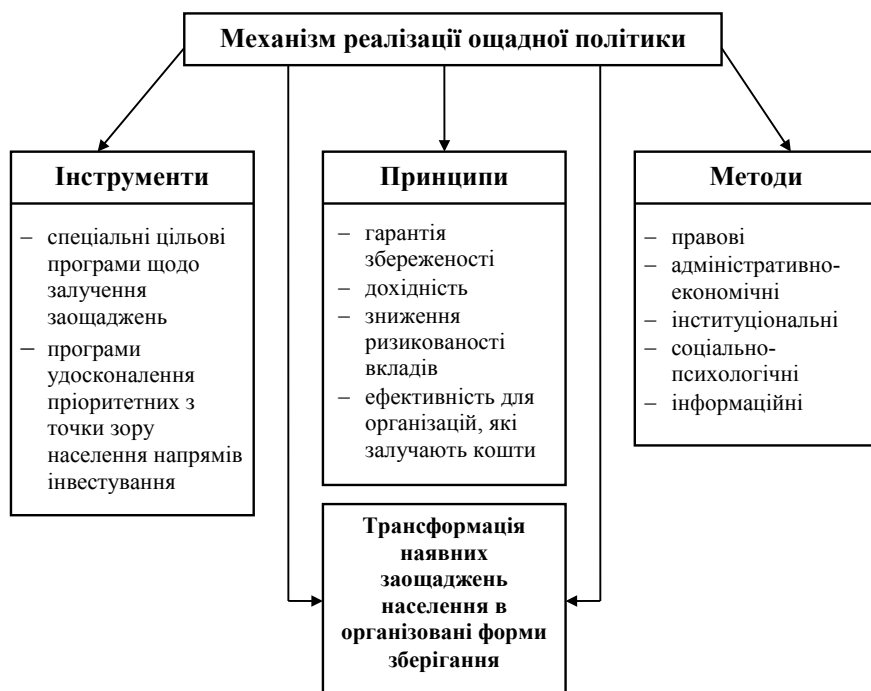 Механізм реалізації ощадної політики
Інструменти
– спеціальні цільові
програми щодо
залучення
заощаджень
– програми
удосконалення
пріоритетних з
точки зору
населення напрямів
інвестування
Принципи
– гарантія
збереженості
– дохідність
– зниження
ризикованості
вкладів
– ефективність для
організацій, які
залучають кошти
Методи
– правові
– адміністративно-
економічні
– інституціональні
– соціально-
психологічні
– інформаційні
Трансформація
наявних
заощаджень
населення в
організовані форми
зберігання